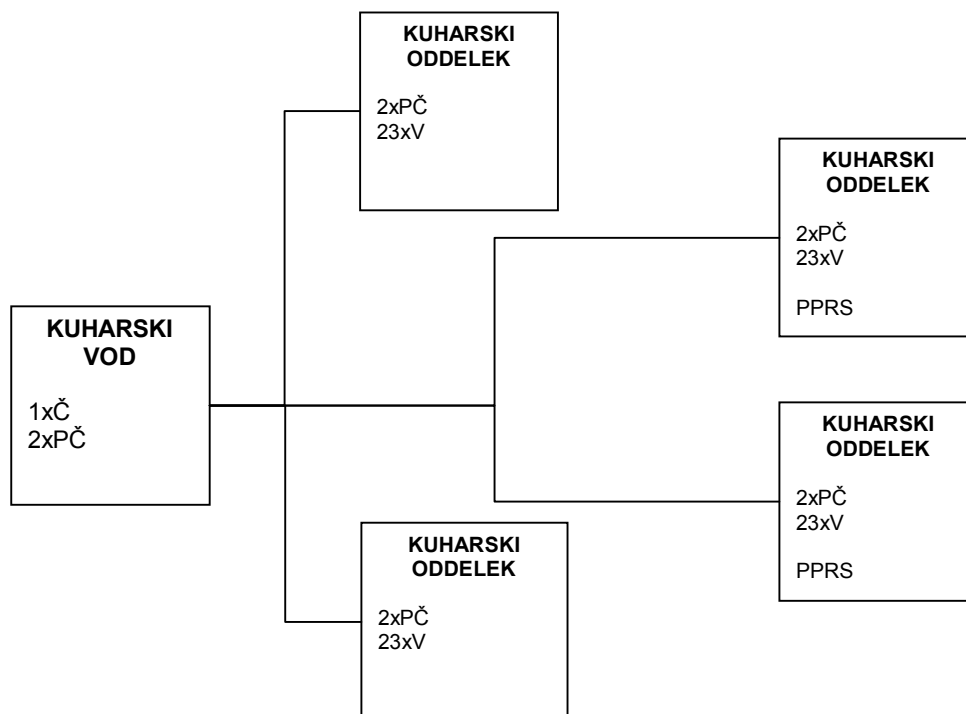 KUHARSKI
ODDELEK
2xPČ
23xV
KUHARSKI
ODDELEK
2xPČ
23xV
PPRS
KUHARSKI
VOD
1xČ
2xPČ
KUHARSKI
ODDELEK
2xPČ
23xV
PPRS
KUHARSKI
ODDELEK
2xPČ
23xV